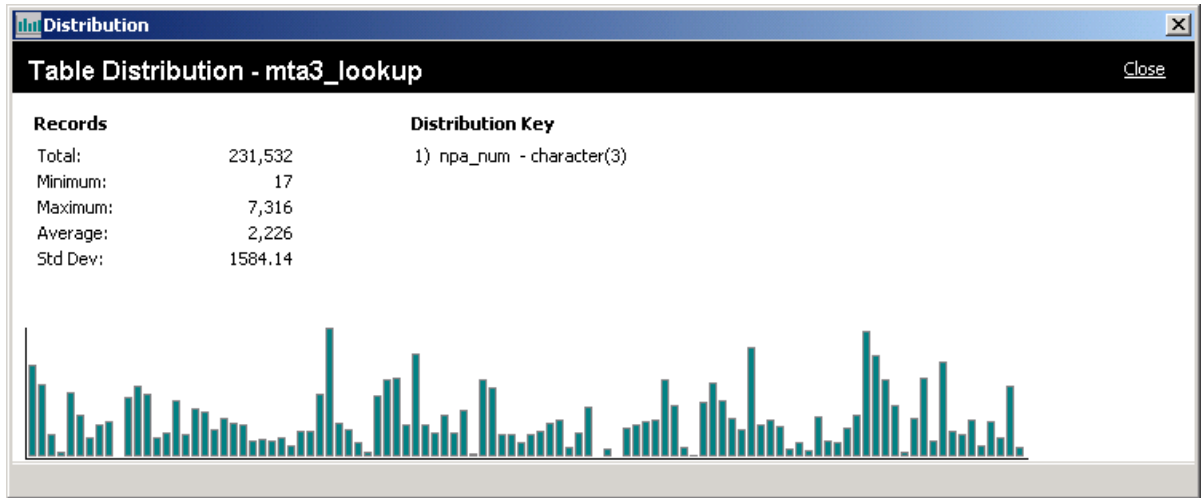 Distribution
Table Distribution - mta3_lookup
Close
Records
Distribution Key
Total: 231,532
1) npa_num - character(3)
Minimum: 17
Maximum: 7,316
Average: 2,226
Std Dev: 1584.14